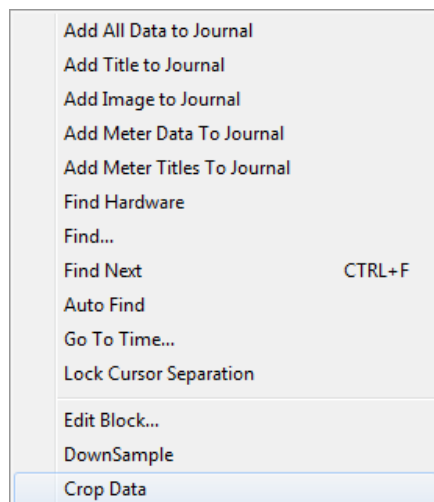 Add All Data to Journal
Add Title to Journal
Add Image to Journal
Add Meter Data To Journal
Add Meter Titles To Journal
Find Hardware
Find...
Find Next CTRL+F
Auto Find
Go To Time...
Lock Cursor Separation
Edit Block...
DownSample
Crop Data